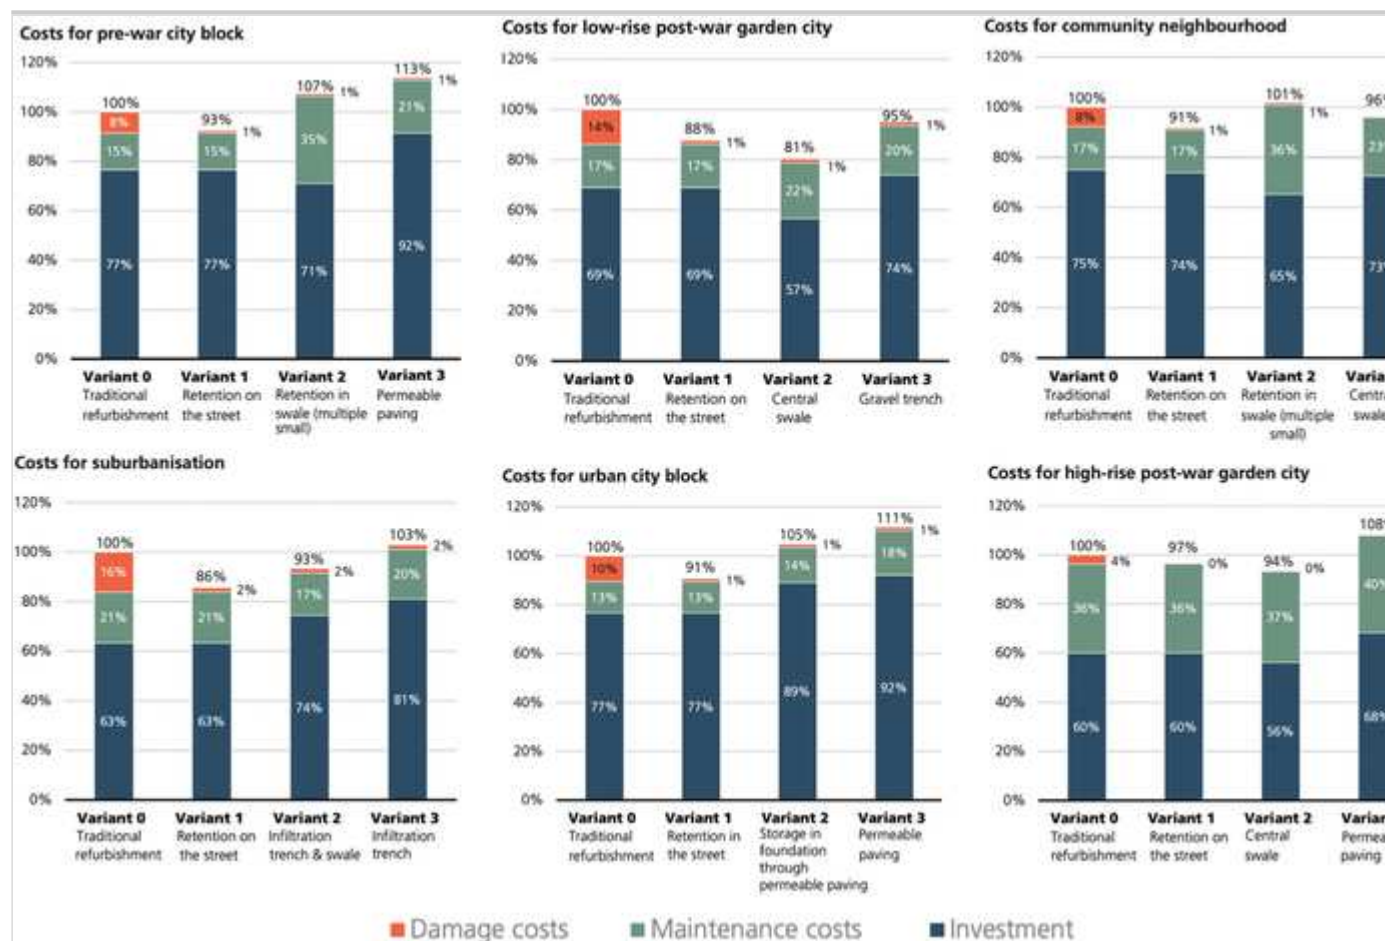 Costs for pre-war city block
120%
100%
80%
60%
40%
20%
0%
100%
8%
15%
77%
93%
1%
15%
77%
107%
1%
35%
71%
113%
1%
21%
92%
Variant 0
Traditional
refurbishment
Variant 1
Retention on
the street
Variant 2
Retention in
swale (multiple
small)
Variant 3
Permeable
paving
Costs for low-rise post-war garden city
120%
100%
80%
60%
40%
20%
0%
100%
14%
17%
69%
88%
1%
17%
69%
81%
1%
22%
57%
95%
1%
20%
74%
Variant 0
Traditional
refurbishment
Variant 1
Retention on
the street
Variant 2
Central
swale
Variant 3
Gravel trench
Costs for community neighbourhood
120%
100%
80%
60%
40%
20%
0%
100%
8%
17%
75%
91%
1%
17%
74%
101%
1%
36%
65%
96
23
73
Variant 0
Traditional
refurbishment
Variant 1
Retention on
the street
Variant 2
Retention in
swale (multiple
small)
Varian
Centr
swale
Costs for suburbanisation
120%
100%
80%
60%
40%
20%
0%
100%
16%
21%
63%
86%
2%
21%
63%
93%
2%
17%
74%
103%
2%
20%
81%
Variant 0
Traditional
refurbishment
Variant 1
Retention on
the street
Variant 2
Infiltration
trench & swale
Variant 3
Infiltration
trench
Costs for urban city block
120%
100%
80%
60%
40%
20%
0%
100%
10%
13%
77%
91%
1%
13%
77%
105%
1%
14%
89%
111%
1%
18%
92%
Variant 0
Traditional
refurbishment
Variant 1
Retention in
the street
Variant 2
Storage in
foundation
through
permeable paving
Variant 3
Permeable
paving
Costs for high-rise post-war garden city
120%
100%
80%
60%
40%
20%
0%
100%
4%
36%
60%
97%
0%
36%
60%
94%
0%
37%
56%
108
40
68
Variant 0
Traditional
refurbishment
Variant 1
Retention on
the street
Variant 2
Central
swale
Varian
Permea
paving
Damage costs
Maintenance costs
Investment